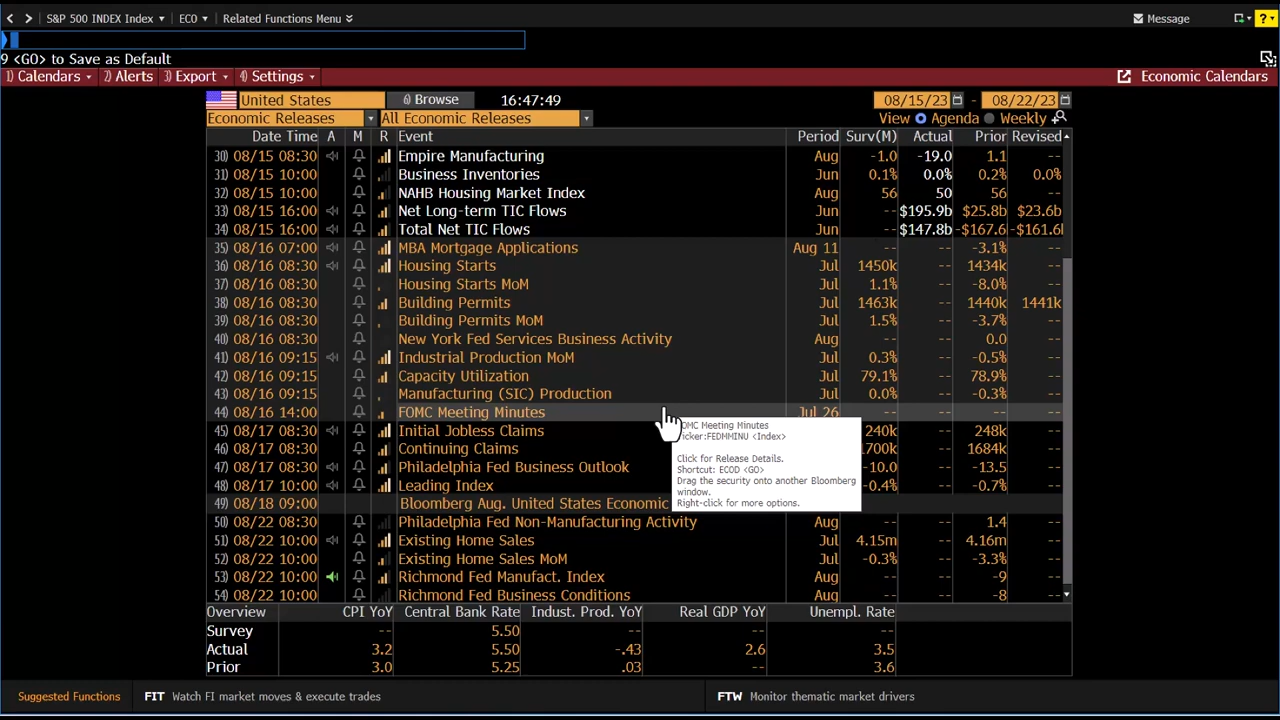 S&P 500 INDEX Index ECO Related Functions Menu Message ?
9 <GO> to Save as Default
1) Calendars 2) Alerts 3) Export 4) Settings Economic Calendars
United States Browse 16:47:49 08/15/23 - 08/22/23
Economic Releases All Economic Releases View Agenda Weekly
Date Time A M R Event Period Surv(M) Actual Prior Revised
30) 08/15 08:30 Empire Manufacturing Aug -1.0 -19.0 1.1 --
31) 08/15 10:00 Business Inventories Jun 0.1% 0.0% 0.2% 0.0%
32) 08/15 10:00 NAHB Housing Market Index Aug 56 50 56 --
33) 08/15 16:00 Net Long-term TIC Flows Jun -- $195.9b $25.8b $23.6b
34) 08/15 16:00 Total Net TIC Flows Jun -- $147.8b -$167.6 -$161.6
35) 08/16 07:00 MBA Mortgage Applications Aug 11 -- -- -3.1% --
36) 08/16 08:30 Housing Starts Jul 1450k -- 1434k --
37) 08/16 08:30 Housing Starts MoM Jul 1.1% -- -8.0% --
38) 08/16 08:30 Building Permits Jul 1463k -- 1440k 1441k
39) 08/16 08:30 Building Permits MoM Jul 1.5% -- -3.7% --
40) 08/16 08:30 New York Fed Services Business Activity Aug -- -- 0.0 --
41) 08/16 09:15 Industrial Production MoM Jul 0.3% -- -0.5% --
42) 08/16 09:15 Capacity Utilization Jul 79.1% -- 78.9% --
43) 08/16 09:15 Manufacturing (SIC) Production Jul 0.0% -- -0.3% --
44) 08/16 14:00 FOMC Meeting Minutes Jul 26 -- -- -- --
45) 08/17 08:30 Initial Jobless Claims 240k -- 248k --
46) 08/17 08:30 Continuing Claims 1700k -- 1684k --
47) 08/17 08:30 Philadelphia Fed Business Outlook -10.0 -- -13.5 --
48) 08/17 10:00 Leading Index -0.4% -- -0.7% --
49) 08/18 09:00 Bloomberg Aug. United States Economic
50) 08/22 08:30 Philadelphia Fed Non-Manufacturing Activity Aug -- -- 1.4 --
51) 08/22 10:00 Existing Home Sales Jul 4.15m -- 4.16m --
52) 08/22 10:00 Existing Home Sales MoM Jul -0.3% -- -3.3% --
53) 08/22 10:00 Richmond Fed Manufact. Index Aug -- -- -9 --
54) 08/22 10:00 Richmond Fed Business Conditions Aug -- -- -8 --
FOMC Meeting Minutes
icker:FEDMMINU <Index>
Click for Release Details.
Shortcut: ECOD <GO>
Drag the security onto another Bloomberg
window.
Right-click for more options.
Overview CPI YoY Central Bank Rate Indust. Prod. YoY Real GDP YoY Unempl. Rate
Survey -- 5.50 -- -- --
Actual 3.2 5.50 -.43 2.6 3.5
Prior 3.0 5.25 .03 -- 3.6
Suggested Functions FIT Watch FI market moves & execute trades FTW Monitor thematic market drivers